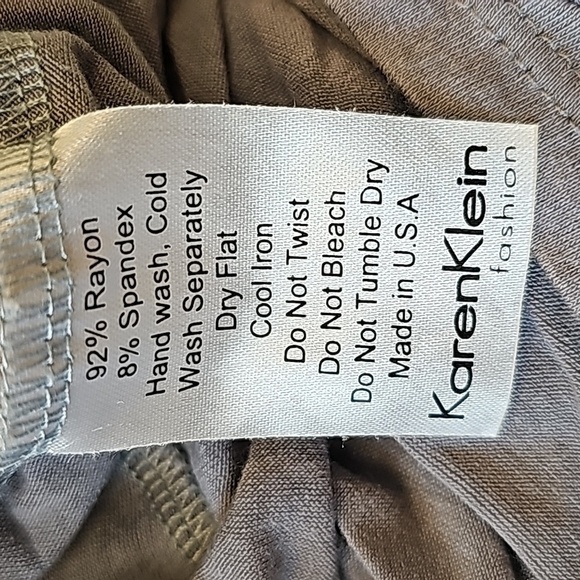 92% Rayon
8% Spandex
Hand wash, Cold
Wash Separately
Dry Flat
Cool Iron
Do Not Twist
Do Not Bleach
Do Not Tumble Dry
Made in U.S.A
KarenKlein
fashion